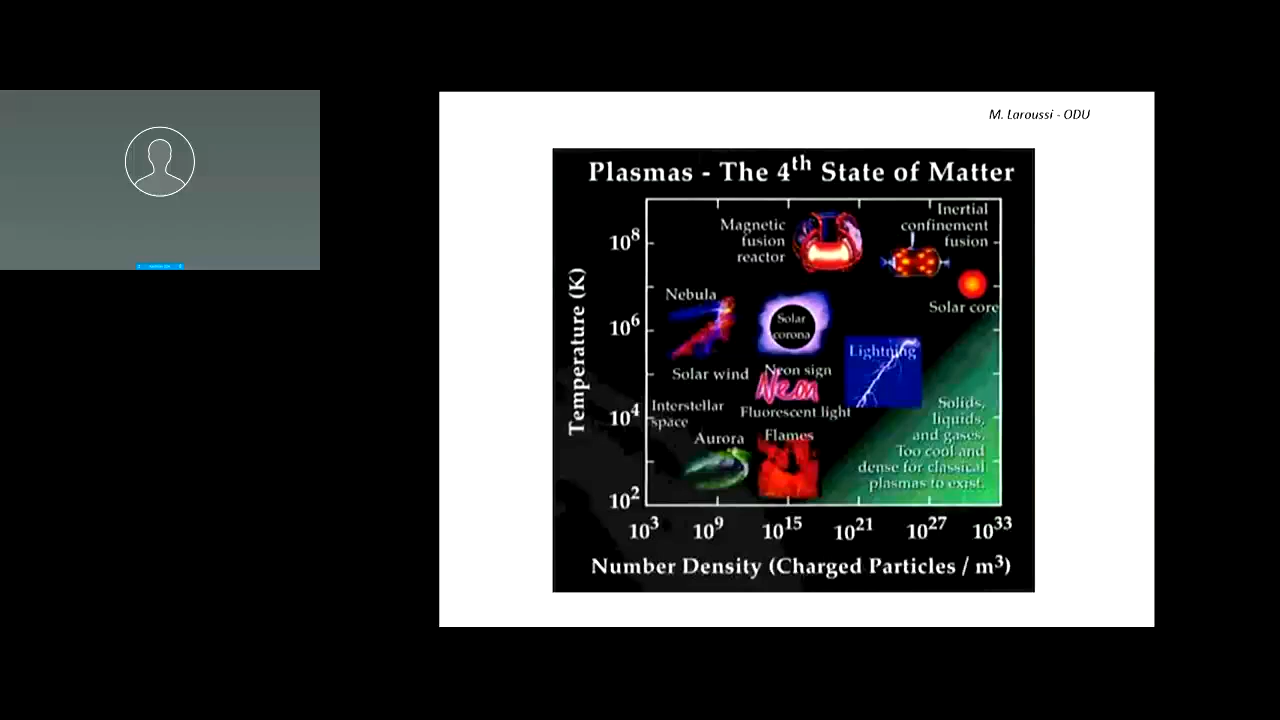 M. Laroussi - ODU
Plasmas - The 4th State of Matter
Magnetic
fusion
reactor
Inertial
confinement
fusion
Solar core
Nebula
Solar
corona
Lightning
Solar wind
Neon sign
Neon
Interstellar
space
Fluorescent light
Aurora
Flames
Solids,
liquids,
and gases.
Too cool and
dense for classical
plasmas to exist.
Temperature (K)
10⁸
10⁶
10⁴
10²
10³ 10⁹ 10¹⁵ 10²¹ 10²⁷ 10³³
Number Density (Charged Particles / m³)